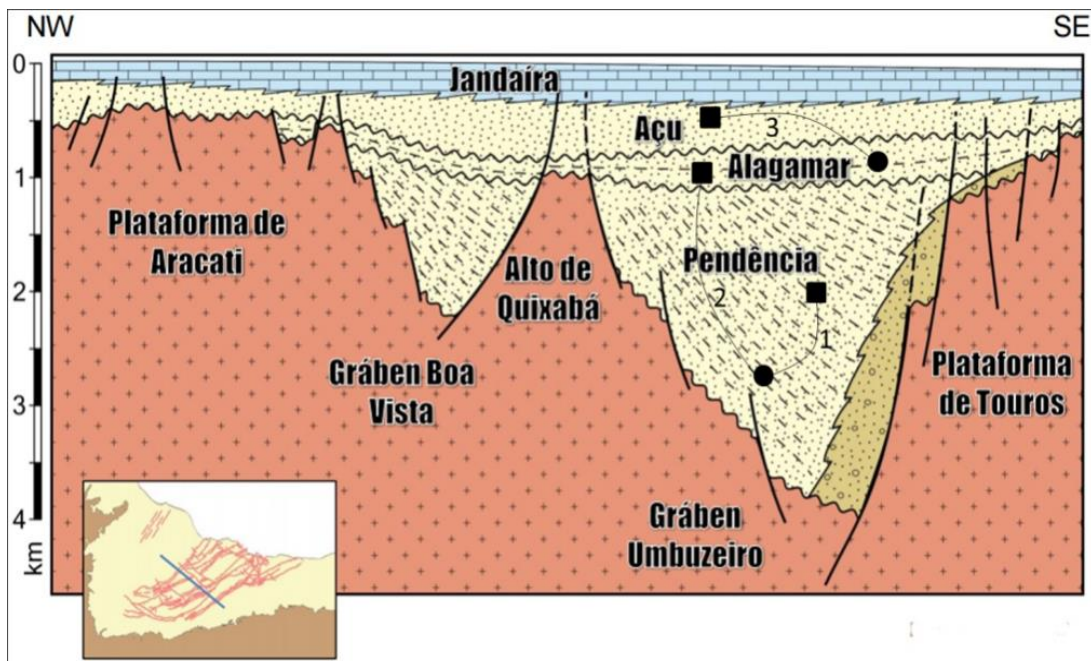 NW
SE
0
Jandaíra
Açu
3
Alagamar
1
Plataforma de
Aracati
Alto de
Quixabá
Pendência
2
2
1
Gráben Boa
Vista
Plataforma
de Touros
3
Gráben
Umbuzeiro
4
km